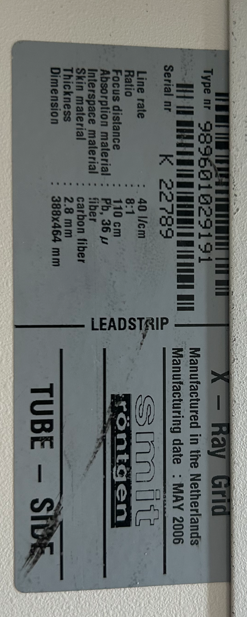 Type nr 989601029191
Serial nr K 22789
Line rate : 40 l/cm
Ratio : 8:1
Focus distance : 110 cm
Absorption material : Pb, 36 µ
Interspace material : fiber
Skin material : carbon fiber
Thickness : 2.8 mm
Dimension : 388x464 mm
LEADSTRIP
X - Ray Grid
Manufactured in the Netherlands
Manufacturing date : MAY 2006
smit
röntgen
TUBE - SIDE